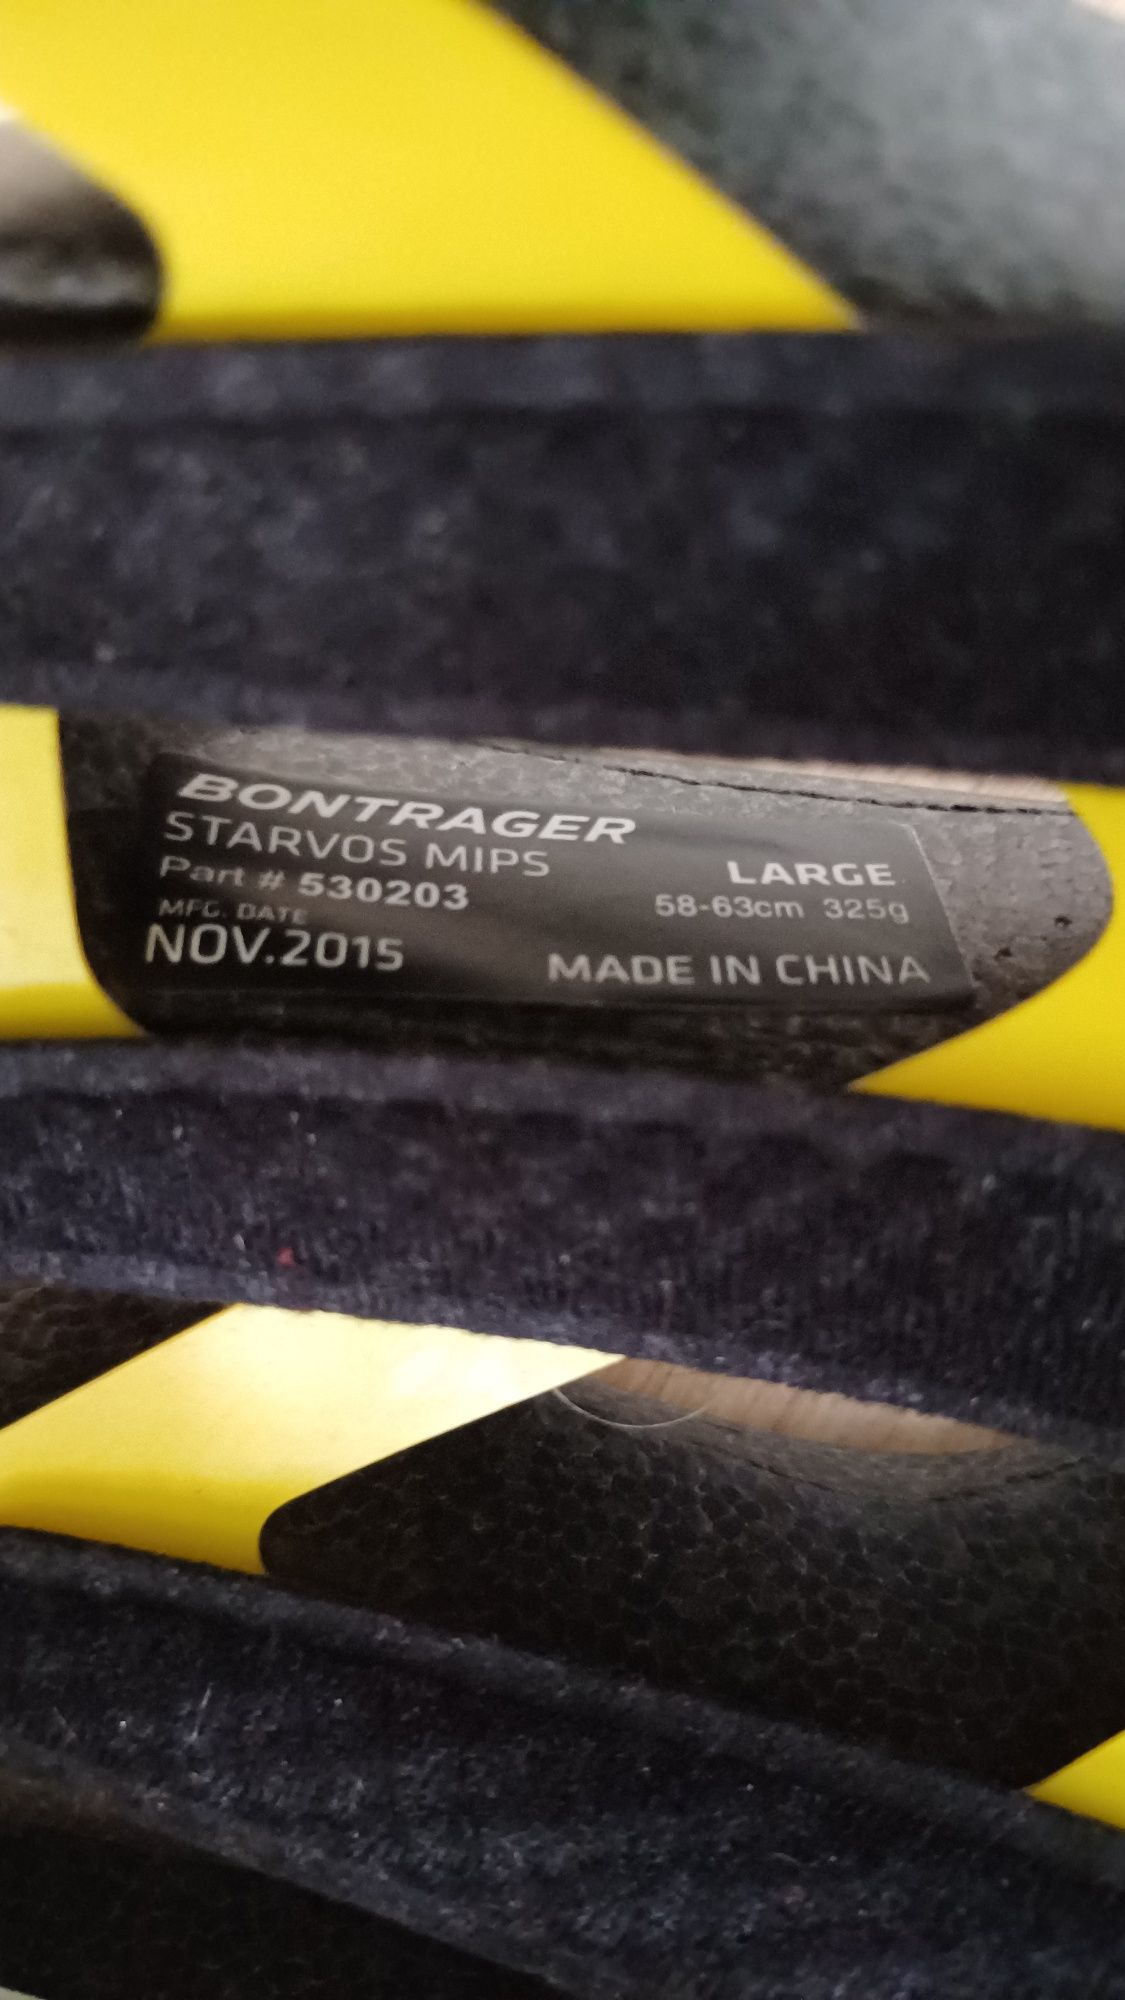 BONTRAGER
STARVOS MIPS
Part # 530203
MFG. DATE
NOV.2015
LARGE
58-63cm 325g
MADE IN CHINA